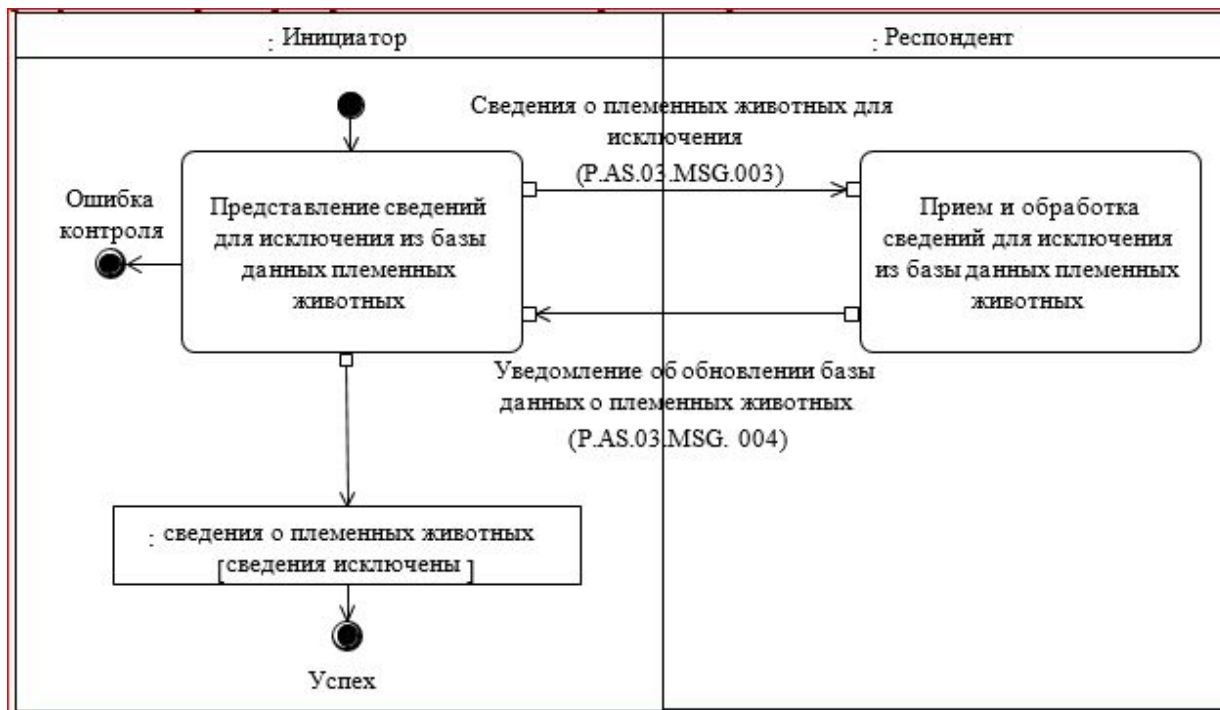 : Инициатор
: Респондент
Сведения о племенных животных для
исключения
(P.AS.03.MSG.003)
Ошибка
контроля
Представление сведений
для исключения из базы
данных племенных
животных
Прием и обработка
сведений для исключения
из базы данных племенных
животных
Уведомление об обновлении базы
данных о племенных животных
(P.AS.03.MSG. 004)
: сведения о племенных животных
[сведения исключены ]
Успех